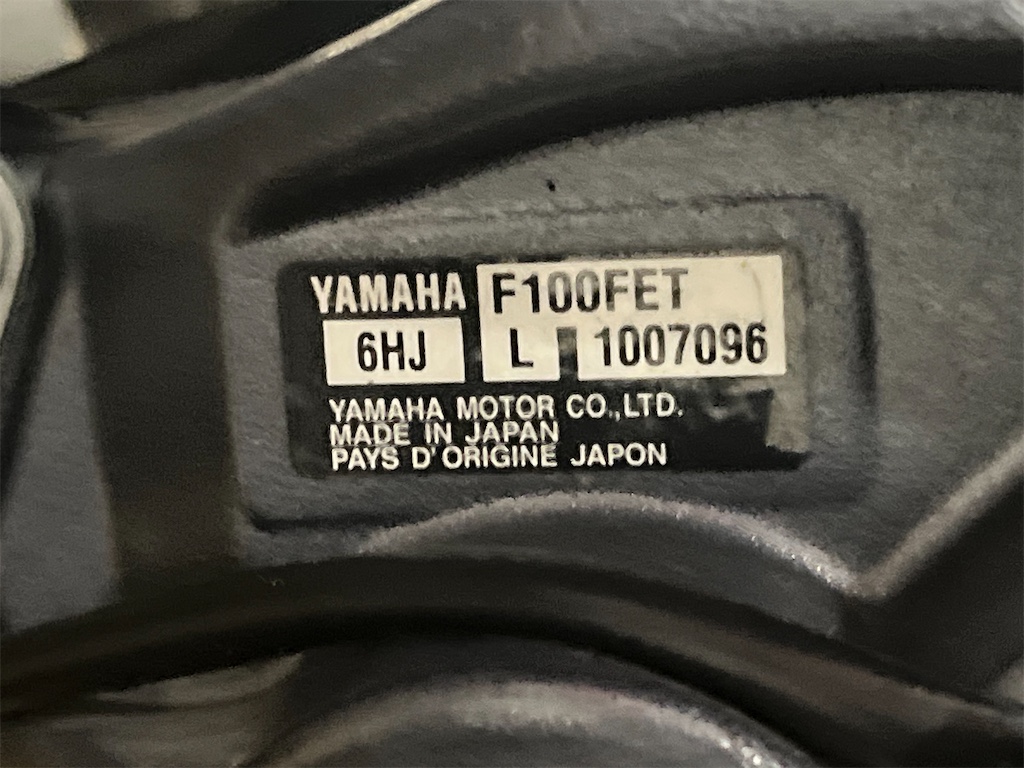 YAMAHA F100FET
6HJ L 1007096
YAMAHA MOTOR CO.,LTD.
MADE IN JAPAN
PAYS D'ORIGINE JAPON